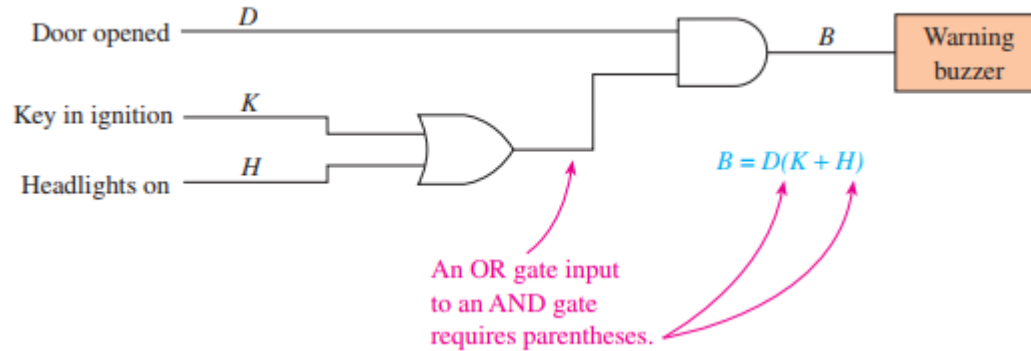 Door opened
D
B
Warning
buzzer
Key in ignition
K
Headlights on
H
B = D(K + H)
An OR gate input
to an AND gate
requires parentheses.